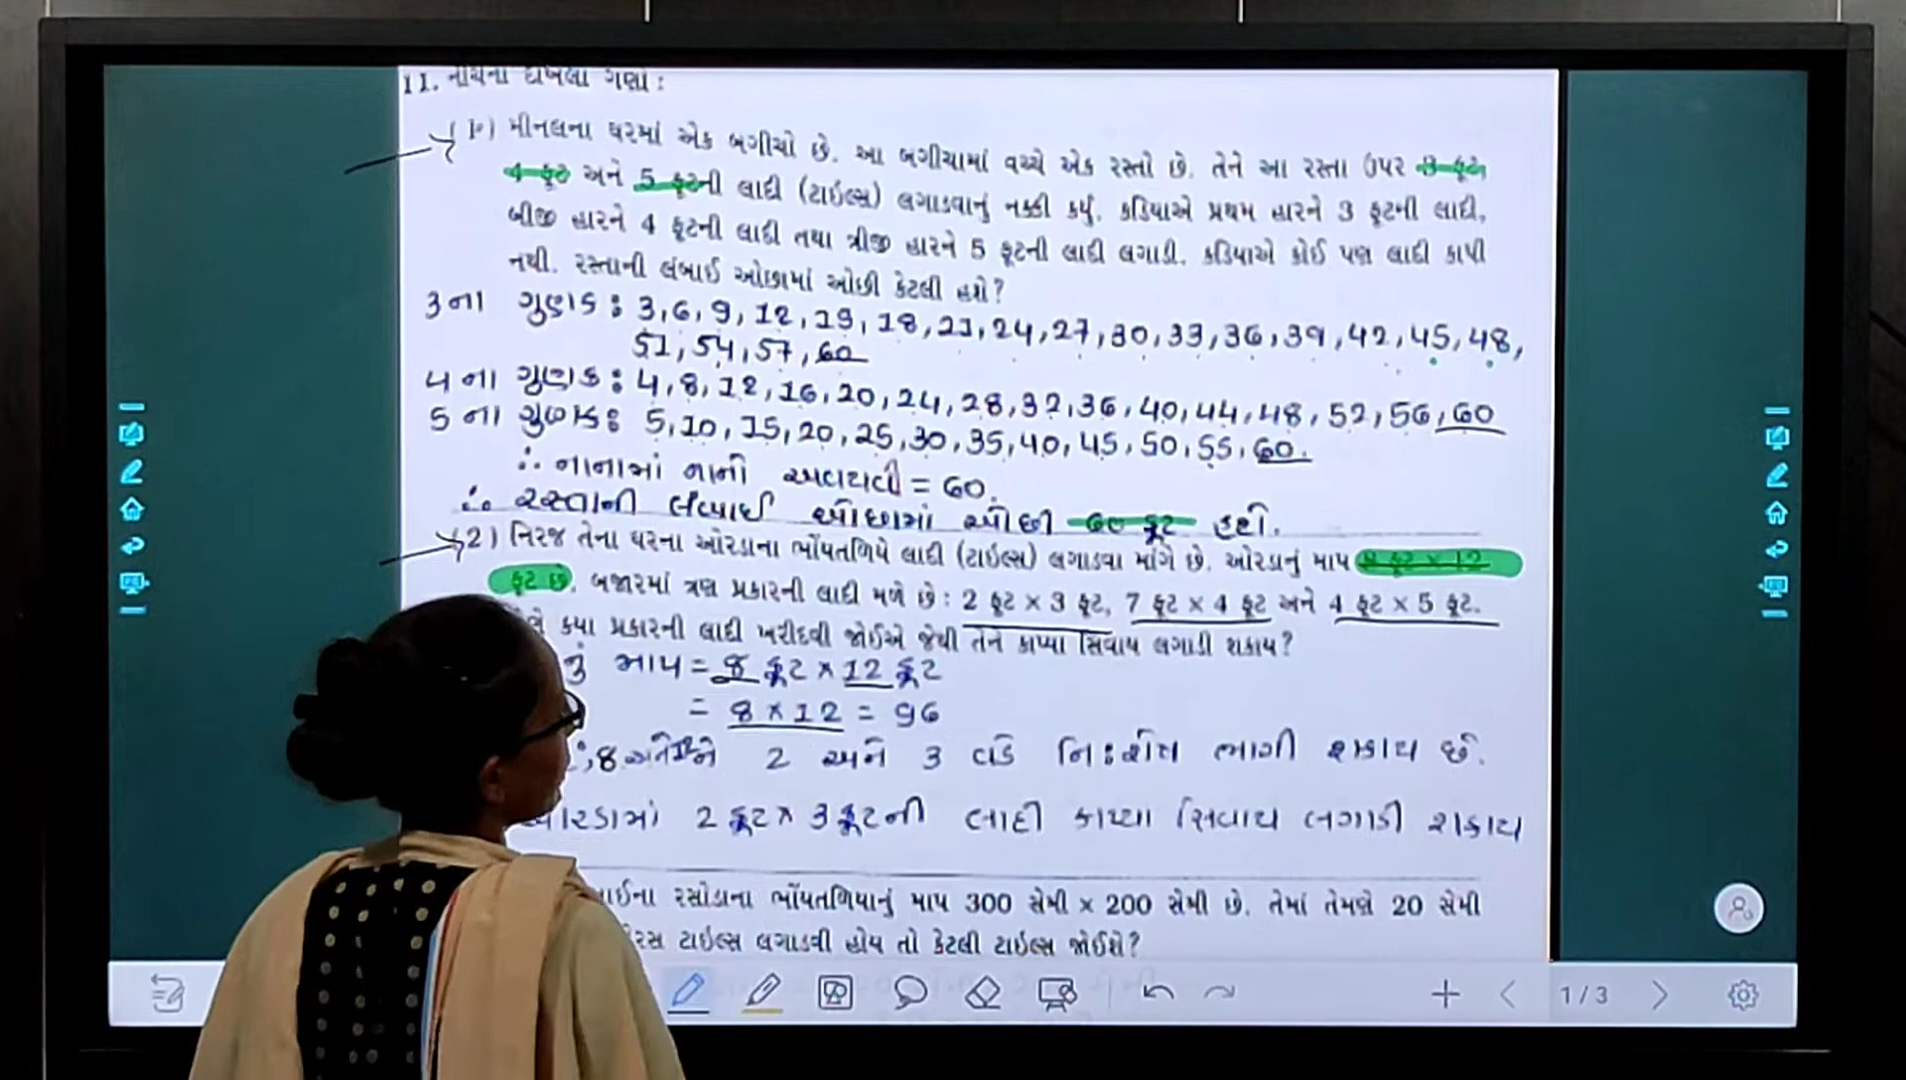 11. નીચેના દાખલા ગણો :
(1) મીનલના ઘરમાં એક બગીચો છે. આ બગીચામાં વચ્ચે એક રસ્તો છે. તેને આ રસ્તા ઉપર 3 ફૂટ,
4 ફૂટ અને 5 ફૂટની લાદી (ટાઇલ્સ) લગાડવાનું નક્કી કર્યું. કડિયાએ પ્રથમ હારને 3 ફૂટની લાદી,
બીજી હારને 4 ફૂટની લાદી તથા ત્રીજી હારને 5 ફૂટની લાદી લગાડી. કડિયાએ કોઈ પણ લાદી કાપી
નથી. રસ્તાની લંબાઈ ઓછામાં ઓછી કેટલી હશે?
3ના ગુણક : 3, 6, 9, 12, 15, 18, 21, 24, 27, 30, 33, 36, 39, 42, 45, 48,
51, 54, 57, 60
4ના ગુણક : 4, 8, 12, 16, 20, 24, 28, 32, 36, 40, 44, 48, 52, 56, 60
5ના ગુણક : 5, 10, 15, 20, 25, 30, 35, 40, 45, 50, 55, 60.
∴ નાનામાં નાની અવયવી = 60.
∴ રસ્તાની લંબાઈ ઓછામાં ઓછી 60 ફૂટ હશે.
(2) નિરજ તેના ઘરના ઓરડાના ભોંયતળિયે લાદી (ટાઇલ્સ) લગાડવા માંગે છે. ઓરડાનું માપ 8 ફૂટ × 12
ફૂટ છે. બજારમાં ત્રણ પ્રકારની લાદી મળે છે : 2 ફૂટ × 3 ફૂટ, 7 ફૂટ × 4 ફૂટ અને 4 ફૂટ × 5 ફૂટ.
કયા પ્રકારની લાદી ખરીદવી જોઈએ જેથી તેને કાપ્યા સિવાય લગાડી શકાય?
નું માપ = 8 ફૂટ × 12 ફૂટ
= 8 × 12 = 96
8 અને 12ને 2 અને 3 વડે નિઃશેષ ભાગી શકાય છે.
ઓરડામાં 2 ફૂટ × 3 ફૂટની લાદી કાપ્યા સિવાય લગાડી શકાય
રસોડાના ભોંયતળિયાનું માપ 300 સેમી × 200 સેમી છે. તેમાં તેમણે 20 સેમી
ટાઇલ્સ લગાડવી હોય તો કેટલી ટાઇલ્સ જોઈશે?
1 / 3